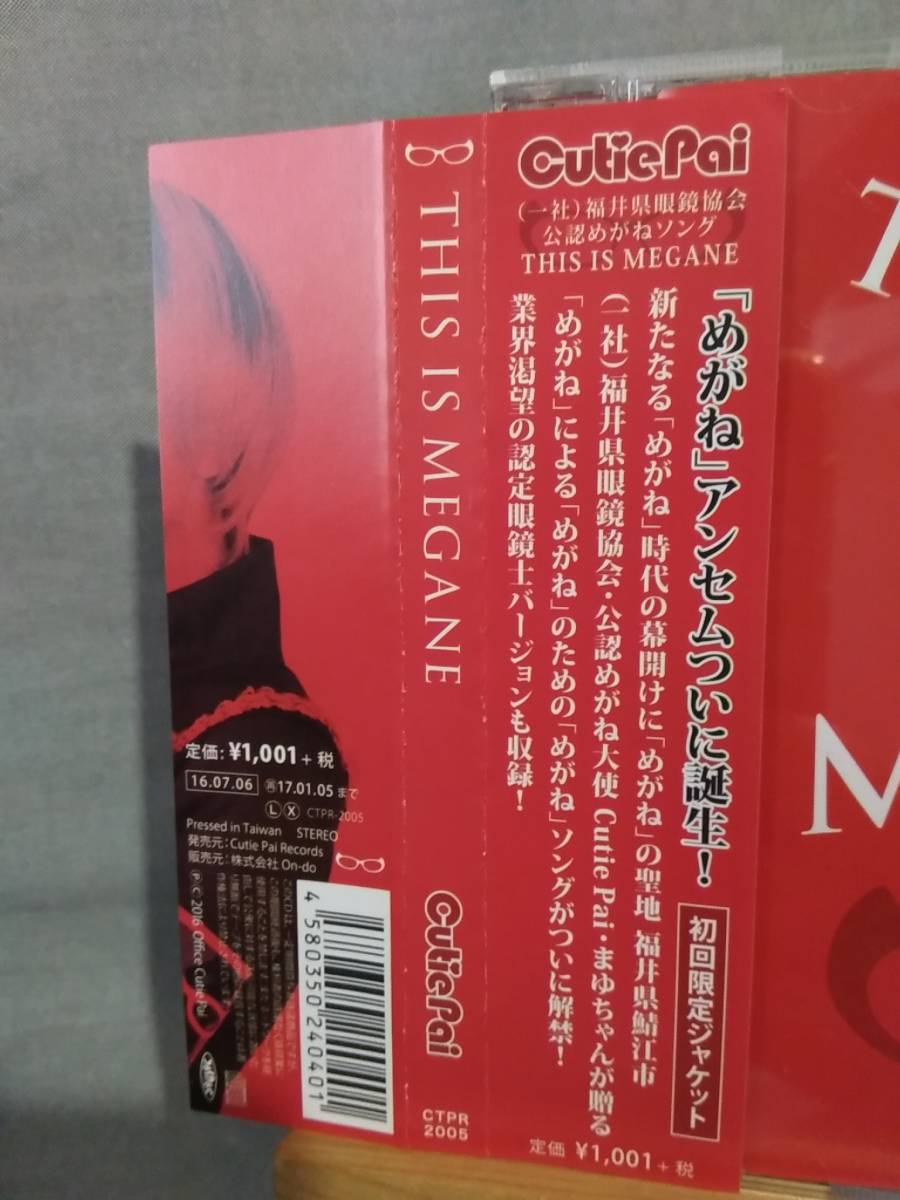 CutiePai
(一社)福井県眼鏡協会
公認めがねソング
THIS IS MEGANE
「めがね」アンセムついに誕生！
初回限定ジャケット
新たなる「めがね」時代の幕開けに「めがね」の聖地 福井県鯖江市
(一社)福井県眼鏡協会・公認めがね大使 Cutie Pai・まゆちゃんが贈る
「めがね」による「めがね」のための「めがね」ソングがついに解禁！
業界渇望の認定眼鏡士バージョンも収録！
定価 ¥1,001+税
THIS IS MEGANE
CutiePai
CTPR
2005
定価: ¥1,001+税
16.07.06 再17.01.05まで
L X CTPR-2005
Pressed in Taiwan STEREO
発売元:Cutie Pai Records
販売元:株式会社 On-do
4580350240401
Ⓟ Ⓒ 2016 Office Cutie Pai
T
M